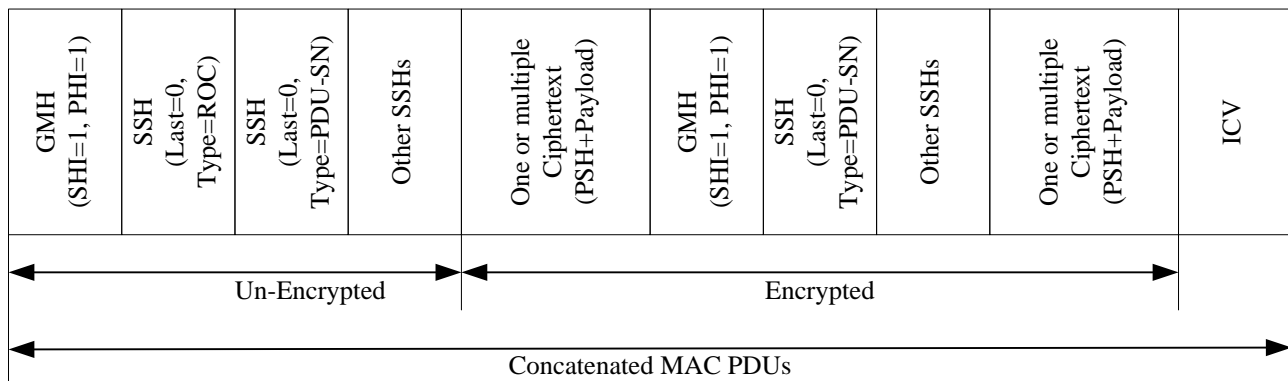 GMH
(SHI=1, PHI=1)
SSH
(Last=0,
Type=ROC)
SSH
(Last=0,
Type=PDU-SN)
Other SSHs
One or multiple
Ciphertext
(PSH+Payload)
GMH
(SHI=1, PHI=1)
SSH
(Last=0,
Type=PDU-SN)
Other SSHs
One or multiple
Ciphertext
(PSH+Payload)
ICV
Un-Encrypted
Encrypted
Concatenated MAC PDUs